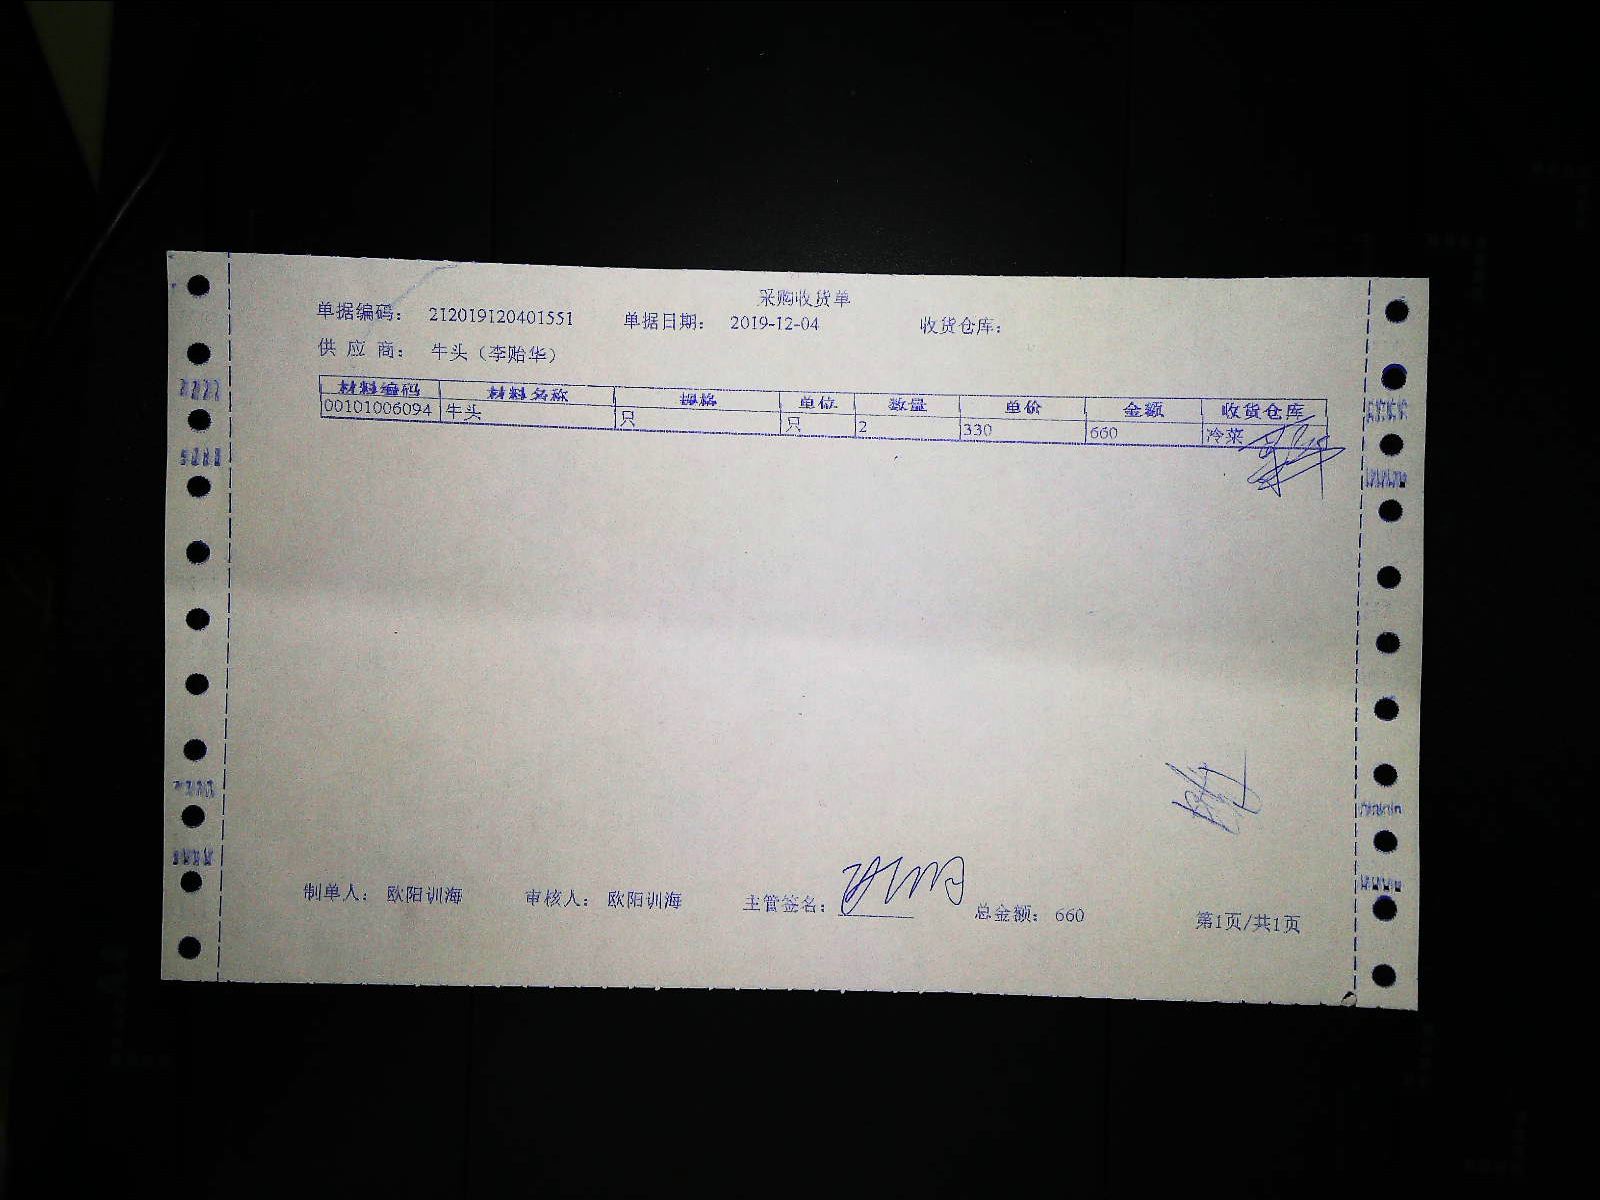 采购收货单
单据编码： 212019120401551 单据日期： 2019-12-04 收货仓库：
供 应 商： 牛头（李贻华）
材料编码 材料名称 规格 单位 数量 单价 金额 收货仓库
00101006094 牛头 只 只 2 330 660 冷菜
制单人： 欧阳训海 审核人： 欧阳训海 主管签名： 总金额： 660 第1页/共1页